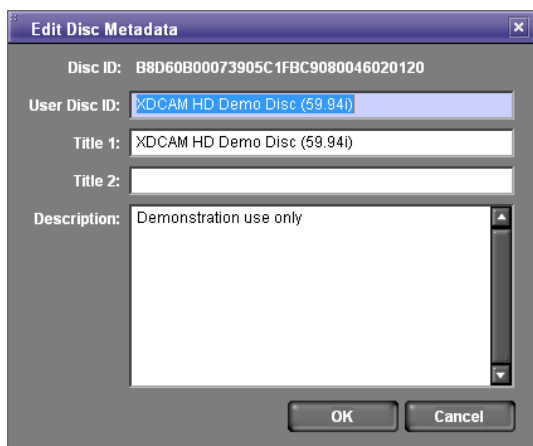 Edit Disc Metadata
Disc ID: B8D60B00073905C1FBC9080046020120
User Disc ID: XDCAM HD Demo Disc (59.94i)
Title 1: XDCAM HD Demo Disc (59.94i)
Title 2:
Description: Demonstration use only
OK Cancel